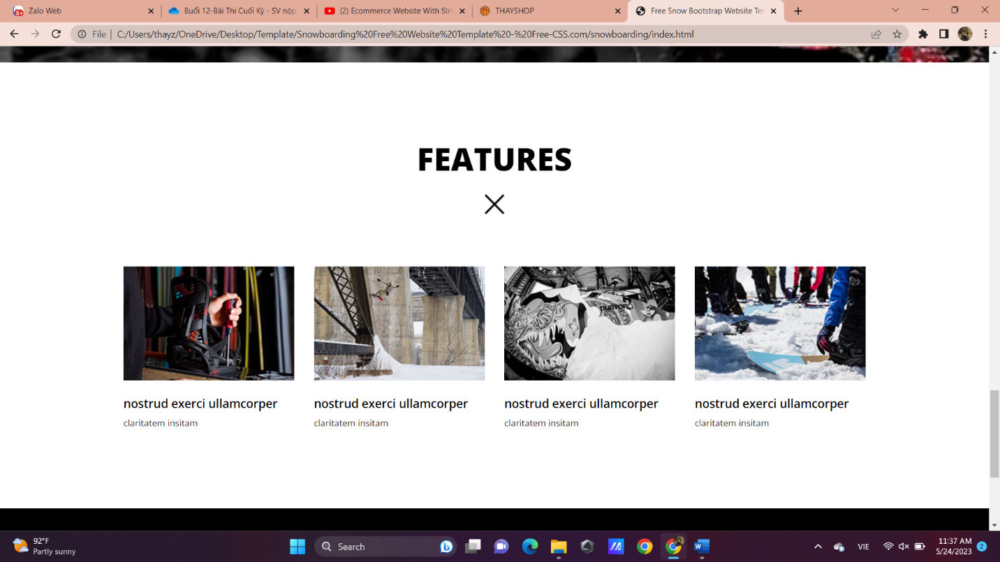 Zalo Web
Buổi 12-Bài Thi Cuối Kỳ - SV nộp
(2) Ecommerce Website With Stri
THAYSHOP
Free Snow Bootstrap Website Ter
File | C:/Users/thayz/OneDrive/Desktop/Template/Snowboarding%20Free%20Website%20Template%20-%20Free-CSS.com/snowboarding/index.html
FEATURES
BURTON
nostrud exerci ullamcorper
claritatem insitam
nostrud exerci ullamcorper
claritatem insitam
nostrud exerci ullamcorper
claritatem insitam
nostrud exerci ullamcorper
claritatem insitam
92°F
Partly sunny
Search
VIE
11:37 AM
5/24/2023
2